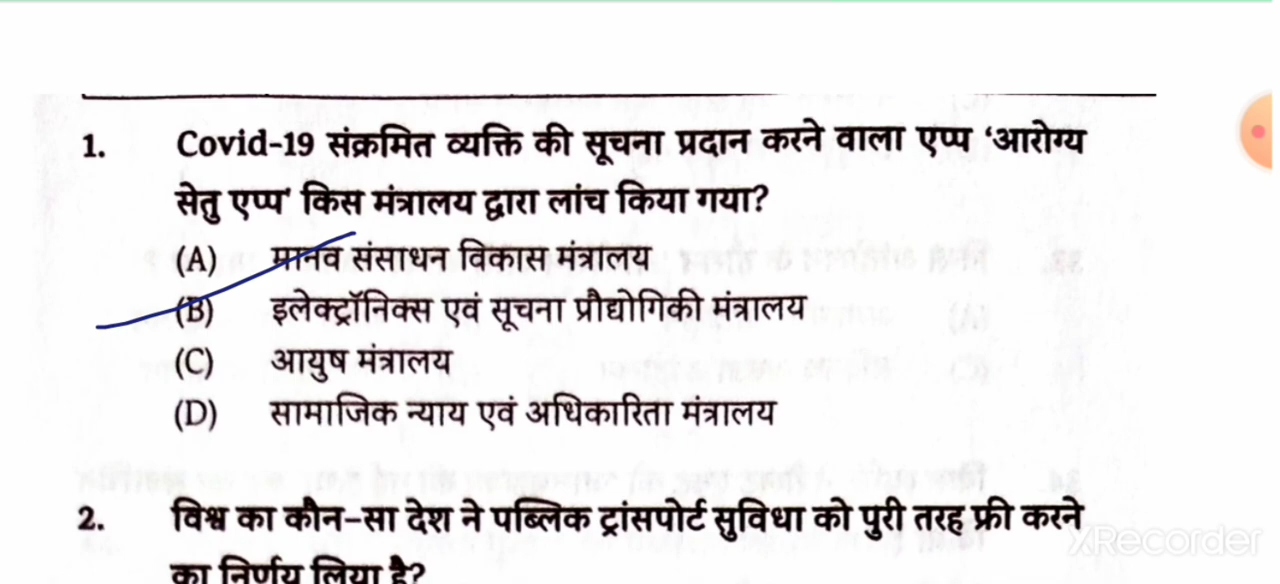 1. Covid-19 संक्रमित व्यक्ति की सूचना प्रदान करने वाला एप्प 'आरोग्य
सेतु एप्प' किस मंत्रालय द्वारा लांच किया गया?
(A) मानव संसाधन विकास मंत्रालय
(B) इलेक्ट्रॉनिक्स एवं सूचना प्रौद्योगिकी मंत्रालय
(C) आयुष मंत्रालय
(D) सामाजिक न्याय एवं अधिकारिता मंत्रालय
2. विश्व का कौन-सा देश ने पब्लिक ट्रांसपोर्ट सुविधा को पुरी तरह फ्री करने
का निर्णय लिया है?
XRecorder